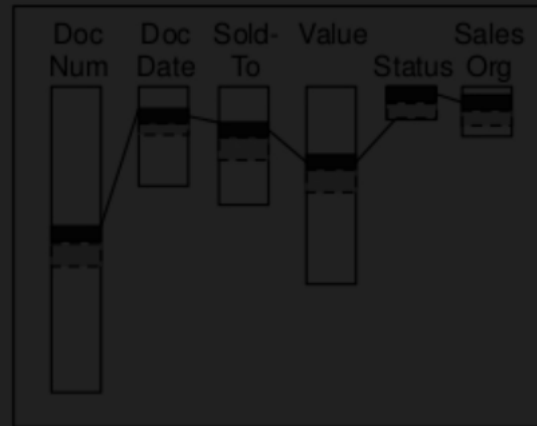 Doc Num
Doc Date
Sold-To
Value
Status
Sales Org